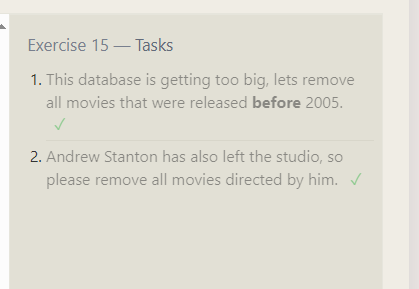 Exercise 15 — Tasks
1. This database is getting too big, lets remove
all movies that were released before 2005.
✓
2. Andrew Stanton has also left the studio, so
please remove all movies directed by him. ✓